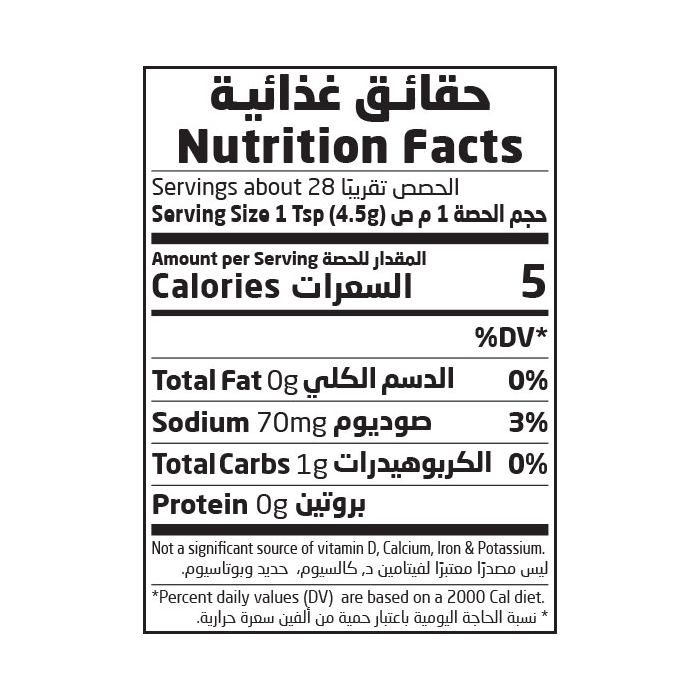 حقائق غذائية
Nutrition Facts
Servings about 28 الحصص تقريبًا
Serving Size 1 Tsp (4.5g) حجم الحصة 1 م ص
Amount per Serving المقدار للحصة
Calories السعرات 5
%DV*
Total Fat 0g الدسم الكلي 0%
Sodium 70mg صوديوم 3%
Total Carbs 1g الكربوهيدرات 0%
Protein 0g بروتين
Not a significant source of vitamin D, Calcium, Iron & Potassium.
ليس مصدرًا معتبرًا لفيتامين د, كالسيوم، حديد وبوتاسيوم.
*Percent daily values (DV) are based on a 2000 Cal diet.
* نسبة الحاجة اليومية باعتبار حمية من ألفين سعرة حرارية.